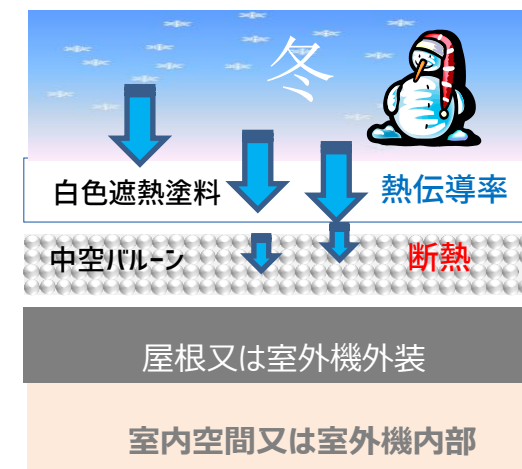 冬
白色遮熱塗料 熱伝導率
中空バルーン 断熱
屋根又は室外機外装
室内空間又は室外機内部